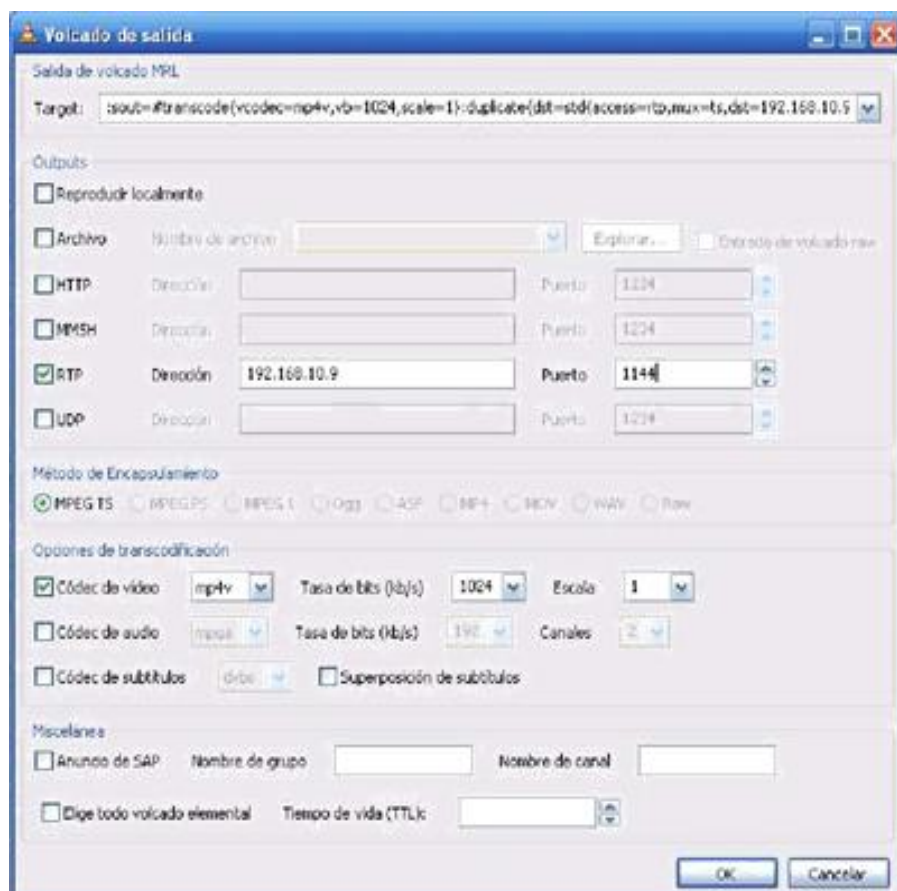 Volcado de salida
Salida de volcado MRL
Target: :sout=#transcode{vcodec=mp4v,vb=1024,scale=1}:duplicate{dst=std{access=rtp,mux=ts,dst=192.168.10.9
Outputs
Reproducir localmente
Archivo Nombre de archivo Explorar... Entrada de volcado raw
HTTP Dirección Puerto 1234
MMSH Dirección Puerto 1234
RTP Dirección 192.168.10.9 Puerto 1144
UDP Dirección Puerto 1234
Método de Encapsulamiento
MPEG TS MPEG PS MPEG 1 Ogg ASF MP4 MOV WAV Raw
Opciones de transcodificación
Códec de vídeo mp4v Tasa de bits (kb/s) 1024 Escala 1
Códec de audio mpga Tasa de bits (kb/s) 192 Canales 2
Códec de subtítulos dvbs Superposición de subtítulos
Miscelánea
Anuncio de SAP Nombre de grupo Nombre de canal
Elige todo volcado elemental Tiempo de vida (TTL):
OK Cancelar